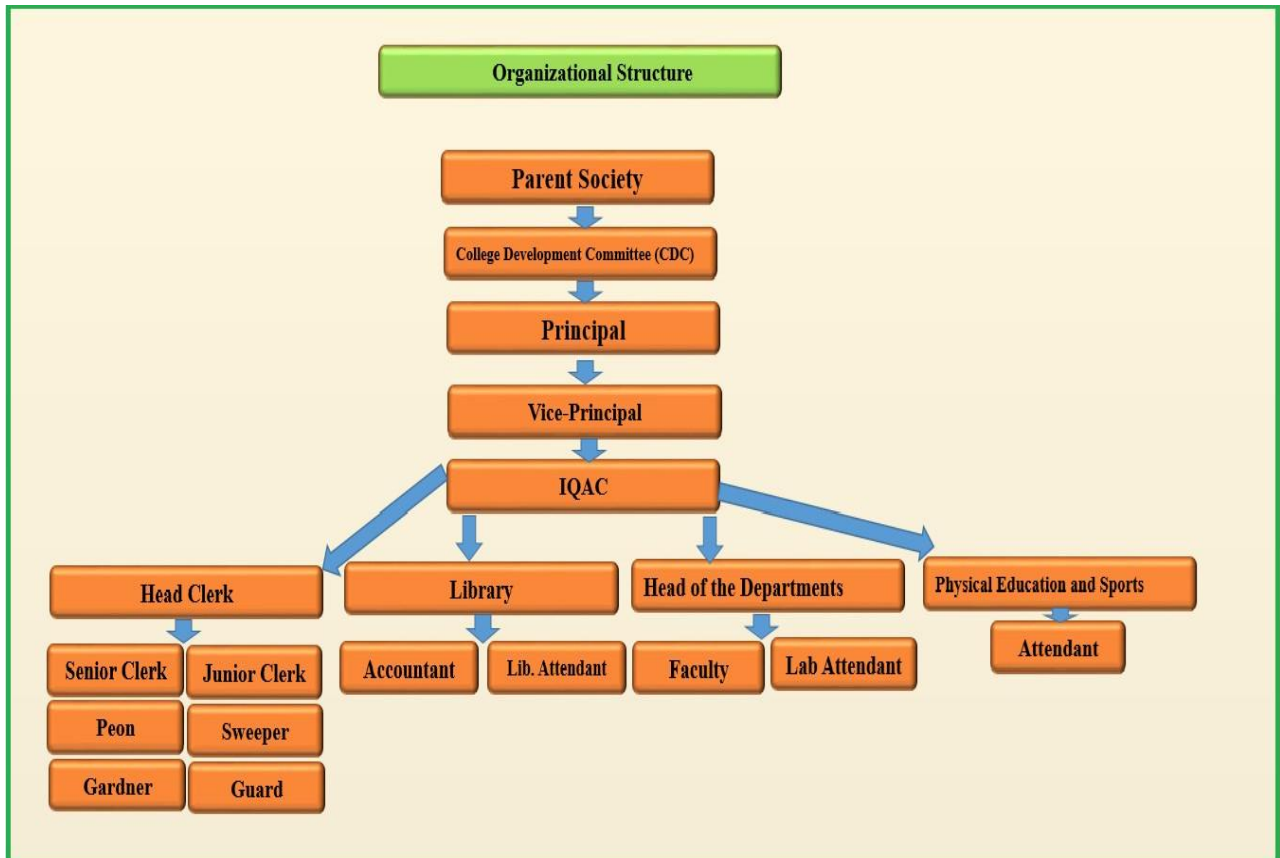 Organizational Structure
Parent Society
College Development Committee (CDC)
Principal
Vice-Principal
IQAC
Head Clerk
Library
Head of the Departments
Physical Education and Sports
Senior Clerk
Junior Clerk
Peon
Sweeper
Gardner
Guard
Accountant
Lib. Attendant
Faculty
Lab Attendant
Attendant